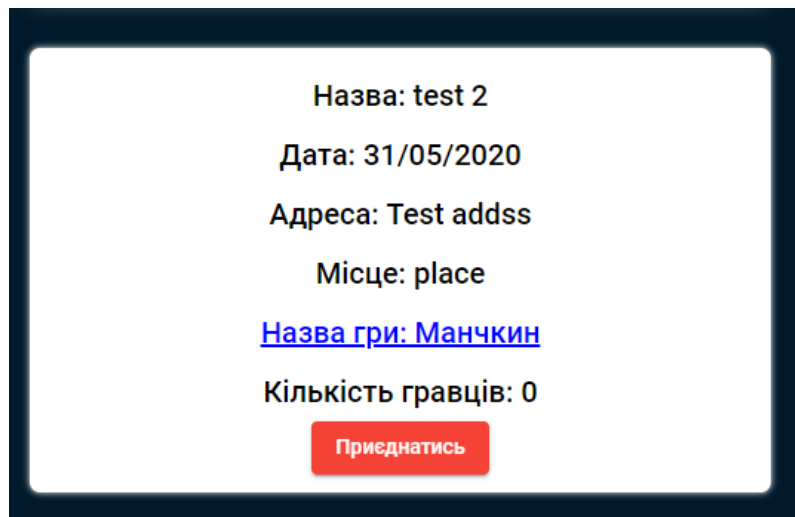 Назва: test 2
Дата: 31/05/2020
Адреса: Test addss
Місце: place
Назва гри: Манчкин
Кількість гравців: 0
Приєднатись